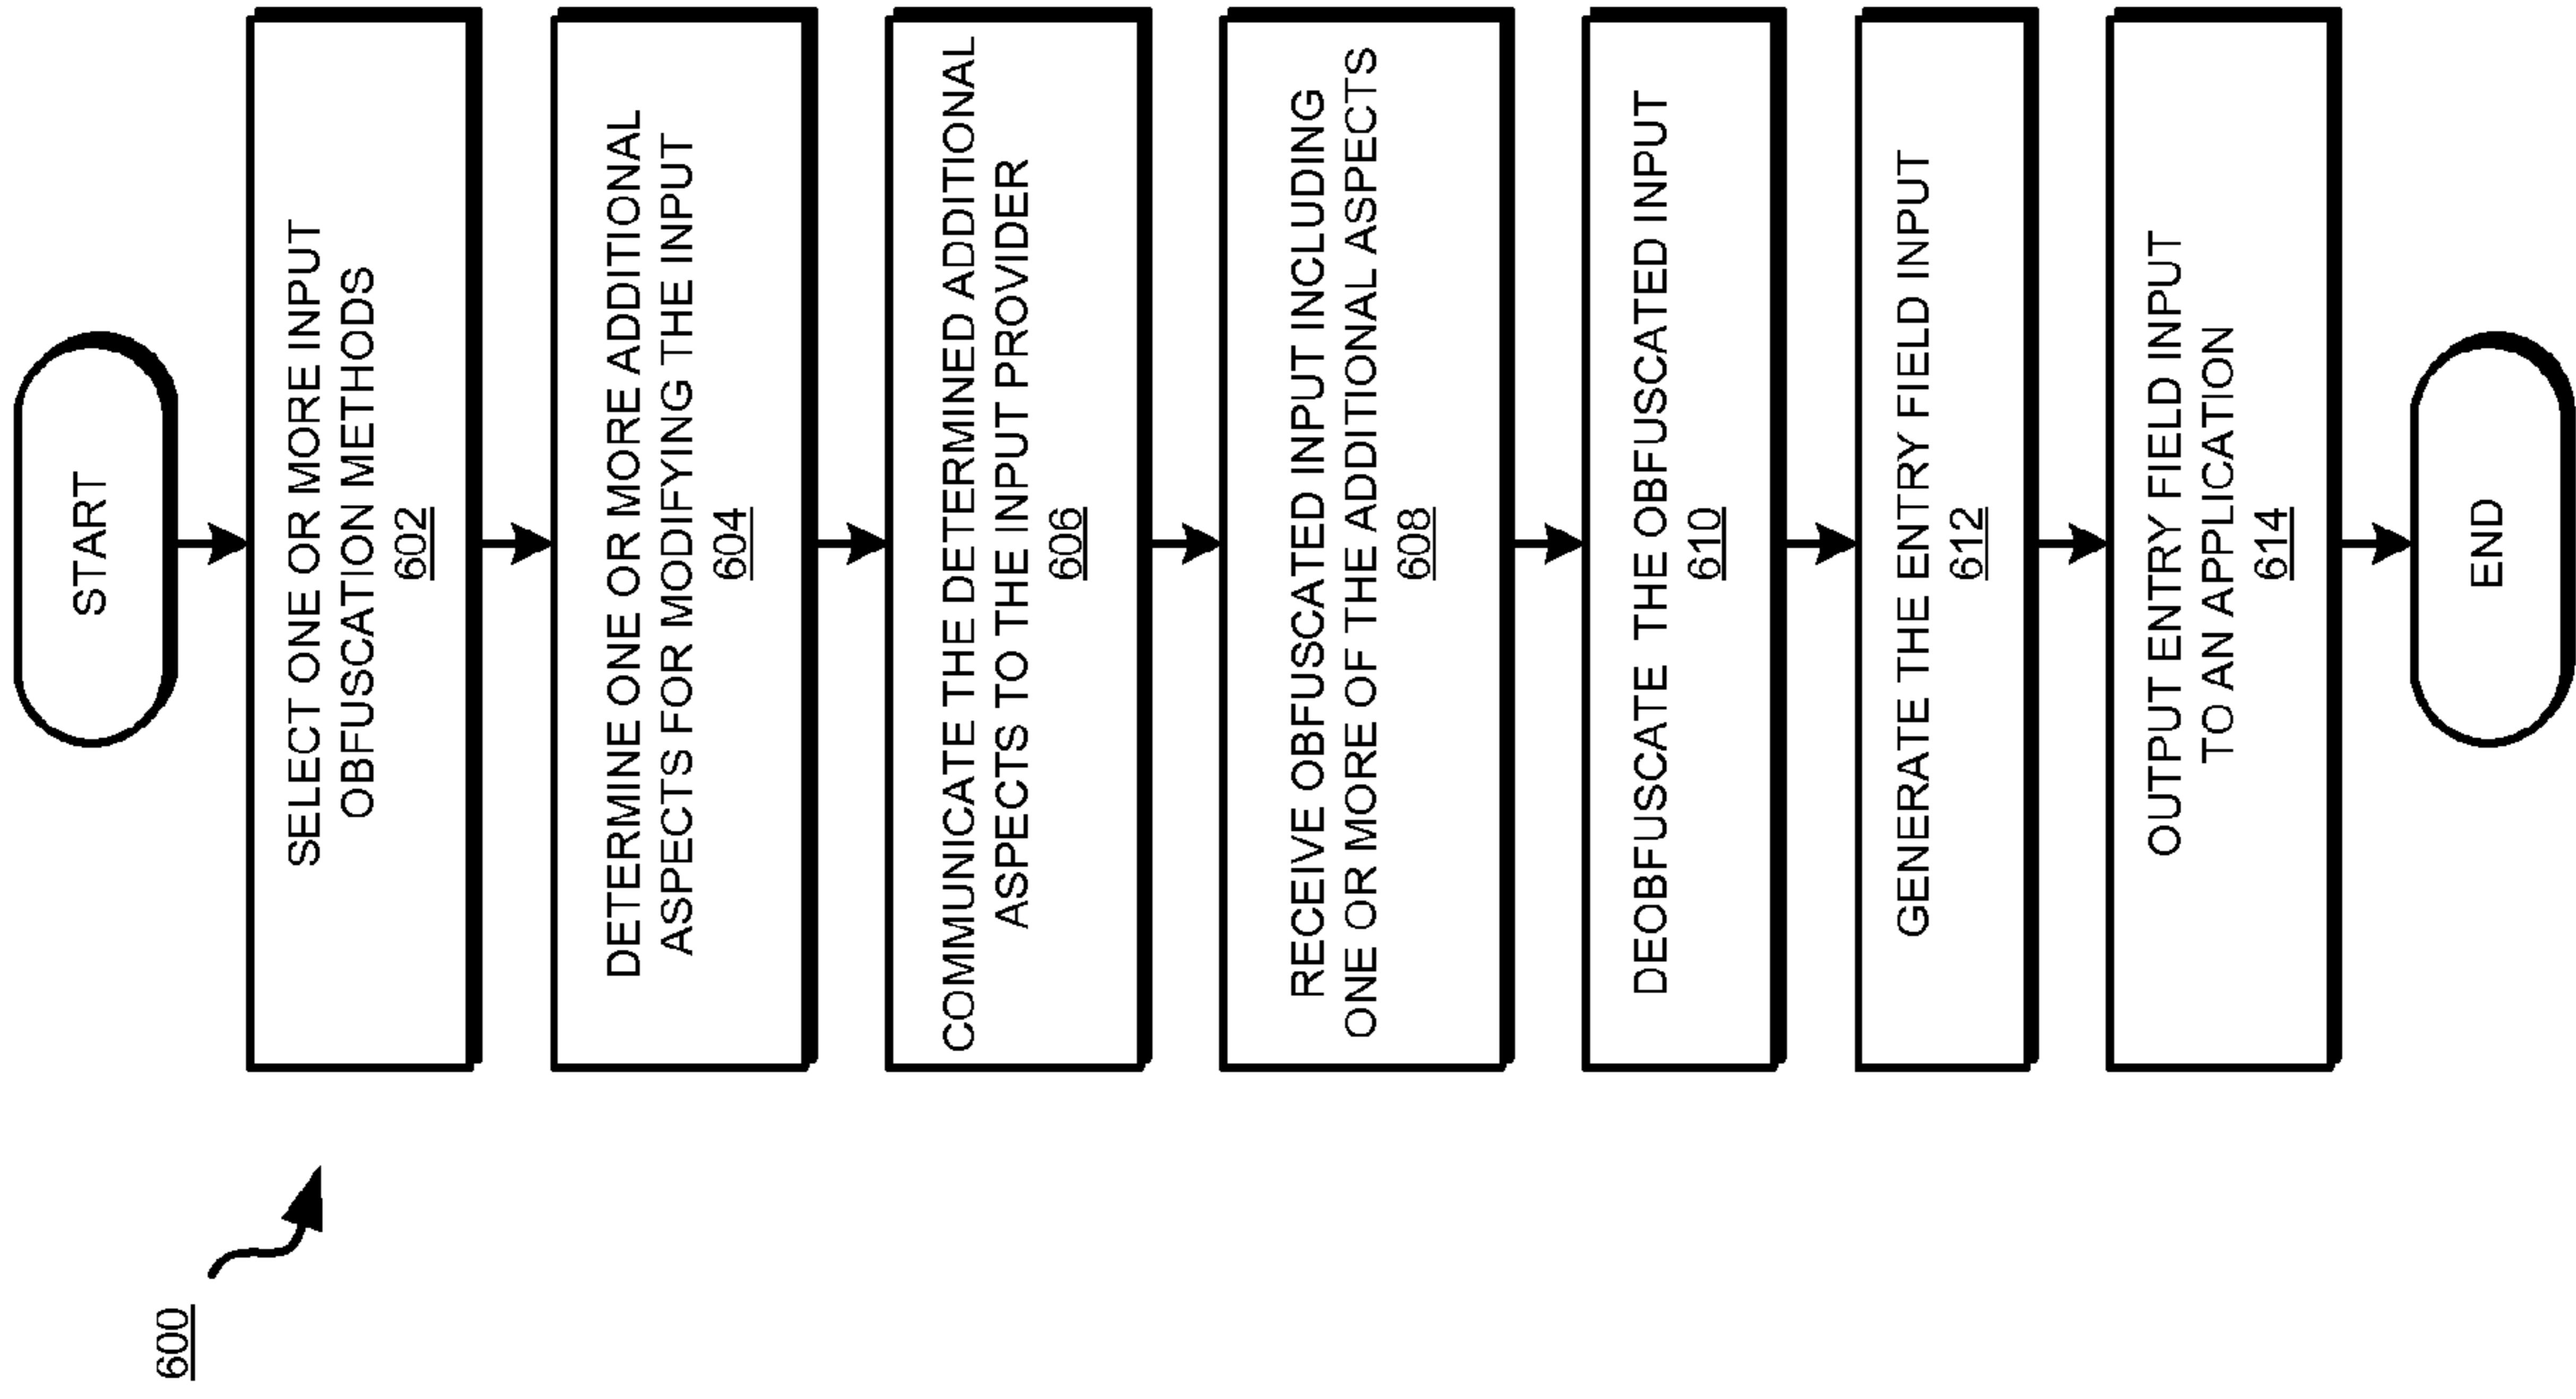 600
START
SELECT ONE OR MORE INPUT
OBFUSCATION METHODS
602
DETERMINE ONE OR MORE ADDITIONAL
ASPECTS FOR MODIFYING THE INPUT
604
COMMUNICATE THE DETERMINED ADDITIONAL
ASPECTS TO THE INPUT PROVIDER
606
RECEIVE OBFUSCATED INPUT INCLUDING
ONE OR MORE OF THE ADDITIONAL ASPECTS
608
DEOBFUSCATE THE OBFUSCATED INPUT
610
GENERATE THE ENTRY FIELD INPUT
612
OUTPUT ENTRY FIELD INPUT
TO AN APPLICATION
614
END